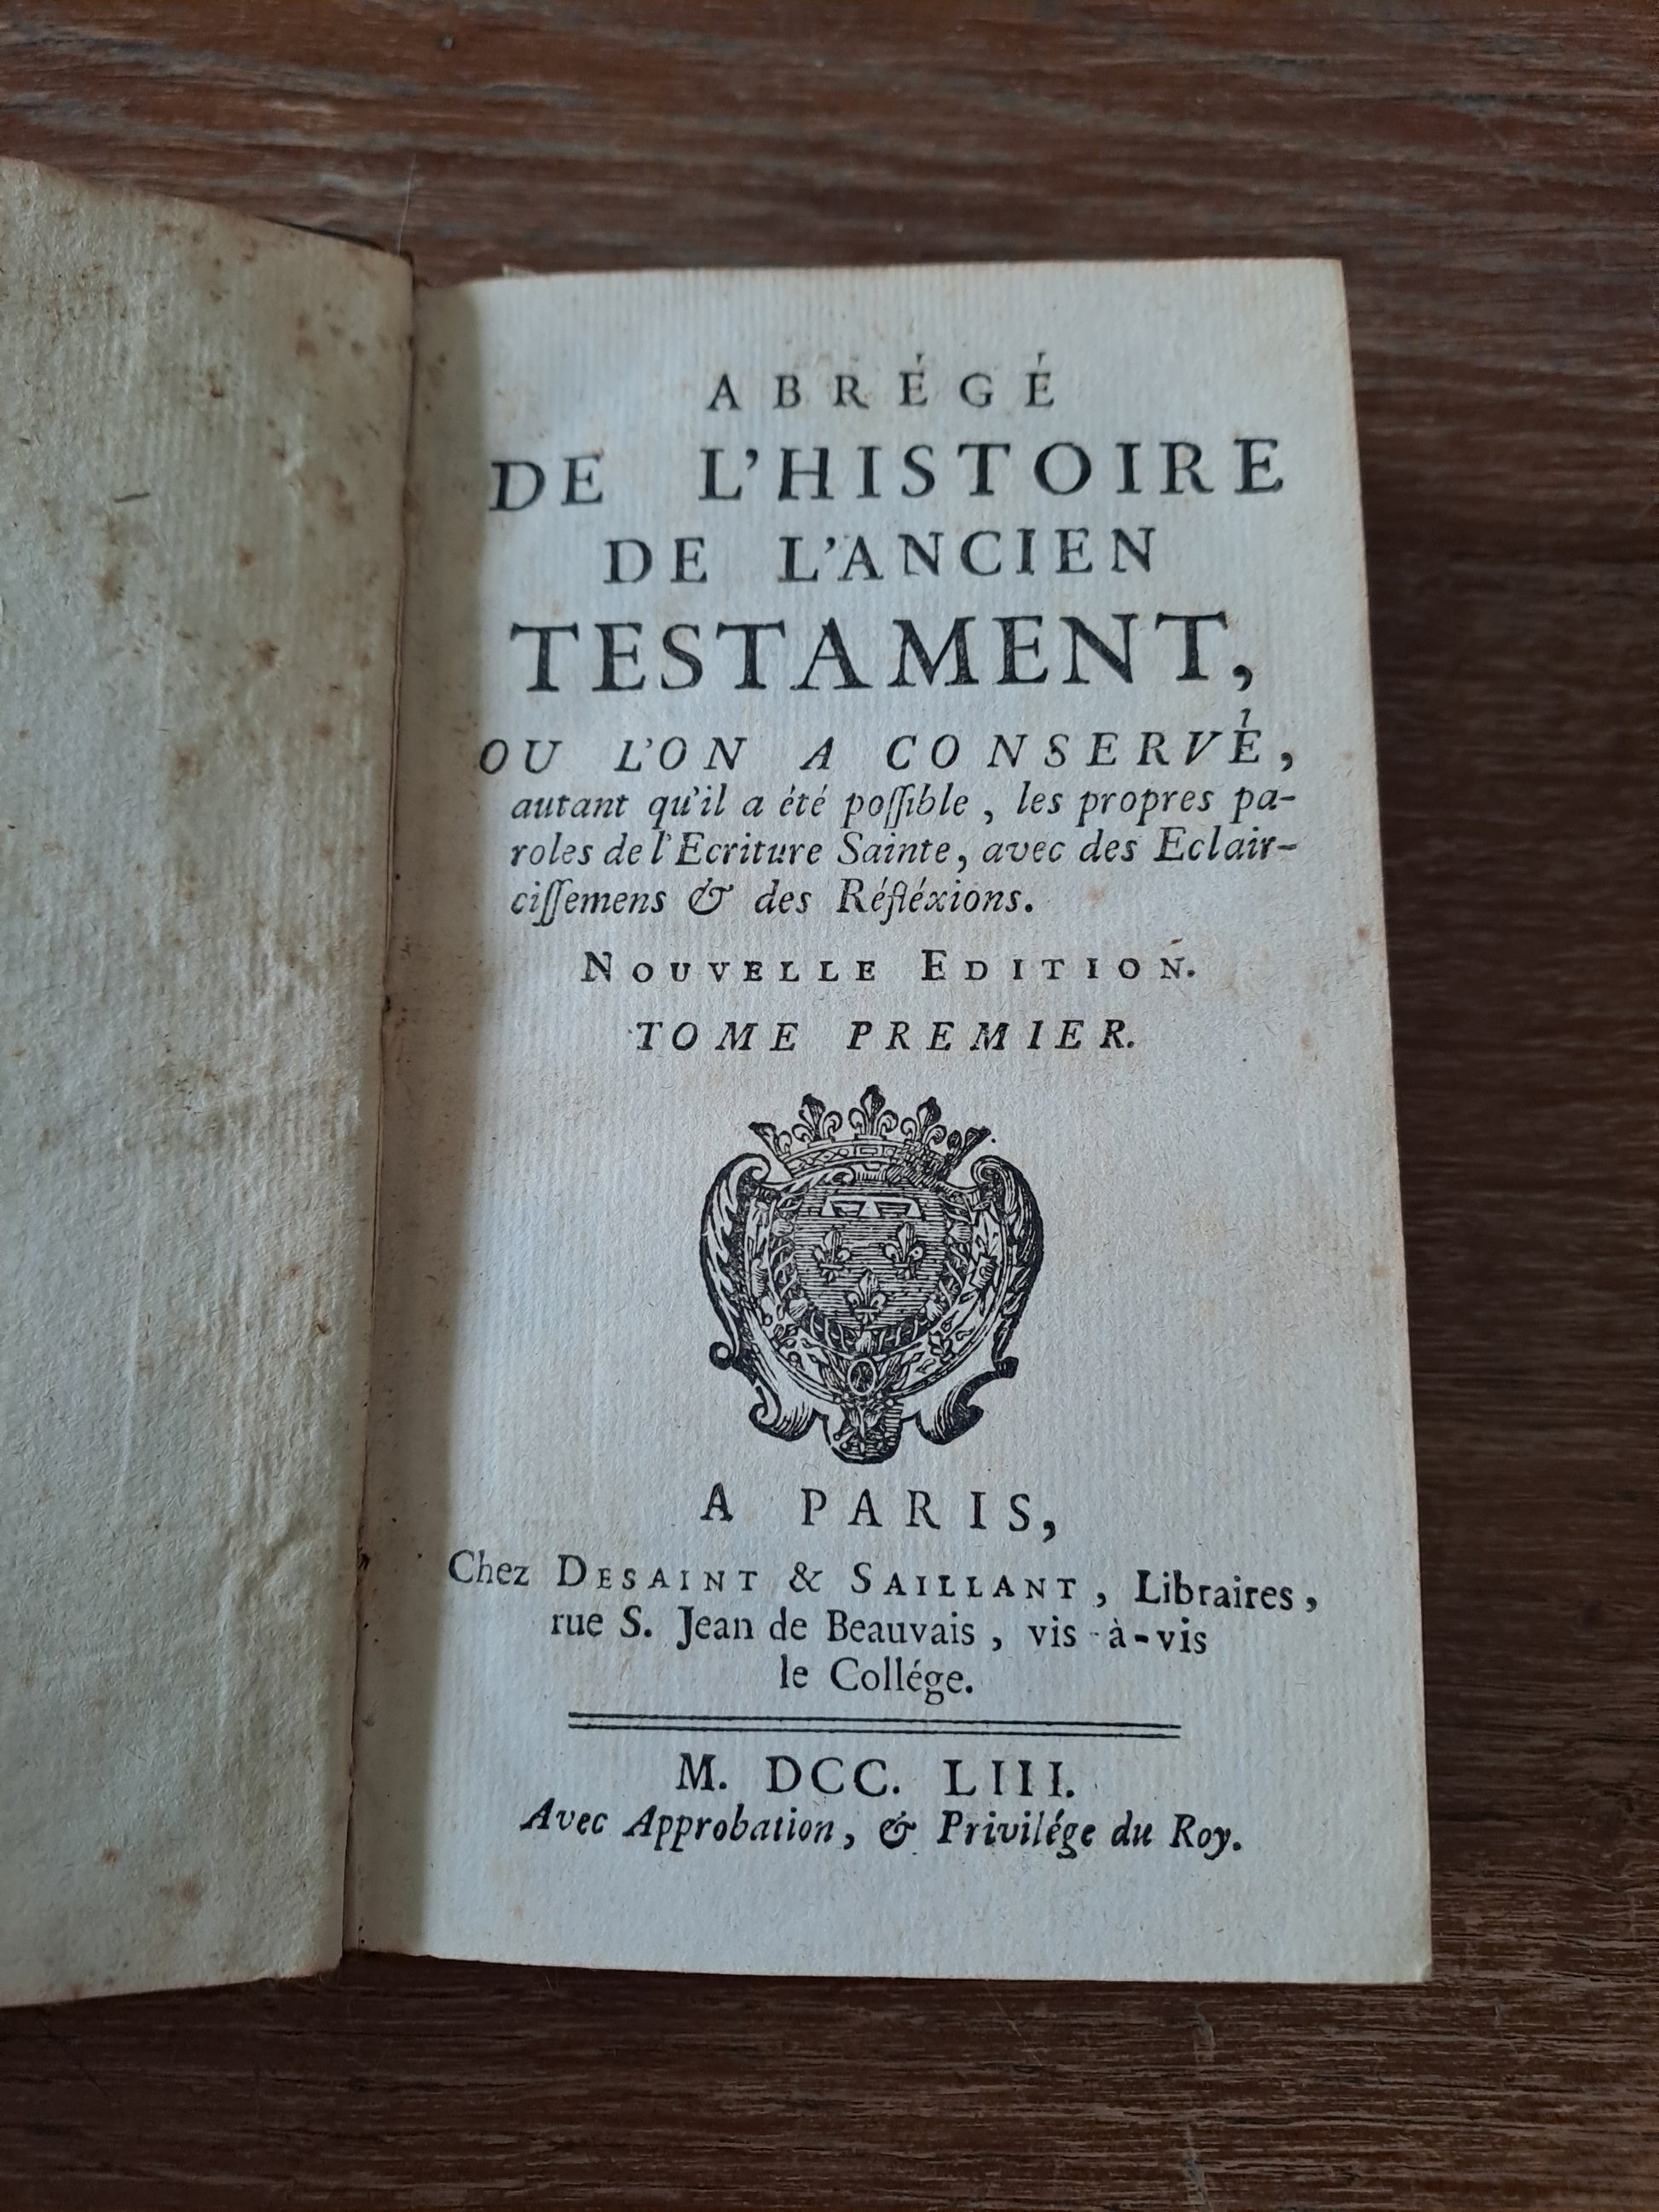 ABRÉGÉ
DE L'HISTOIRE
DE L'ANCIEN
TESTAMENT,
OU L'ON A CONSERVÉ,
autant qu'il a été poſſible, les propres pa-
roles de l'Ecriture Sainte, avec des Eclair-
ciſſemens & des Réfléxions.
NOUVELLE EDITION.
TOME PREMIER.
A PARIS,
Chez DESAINT & SAILLANT, Libraires,
rue S. Jean de Beauvais, vis-à-vis
le Collége.
M. DCC. LIII.
Avec Approbation, & Privilége du Roy.